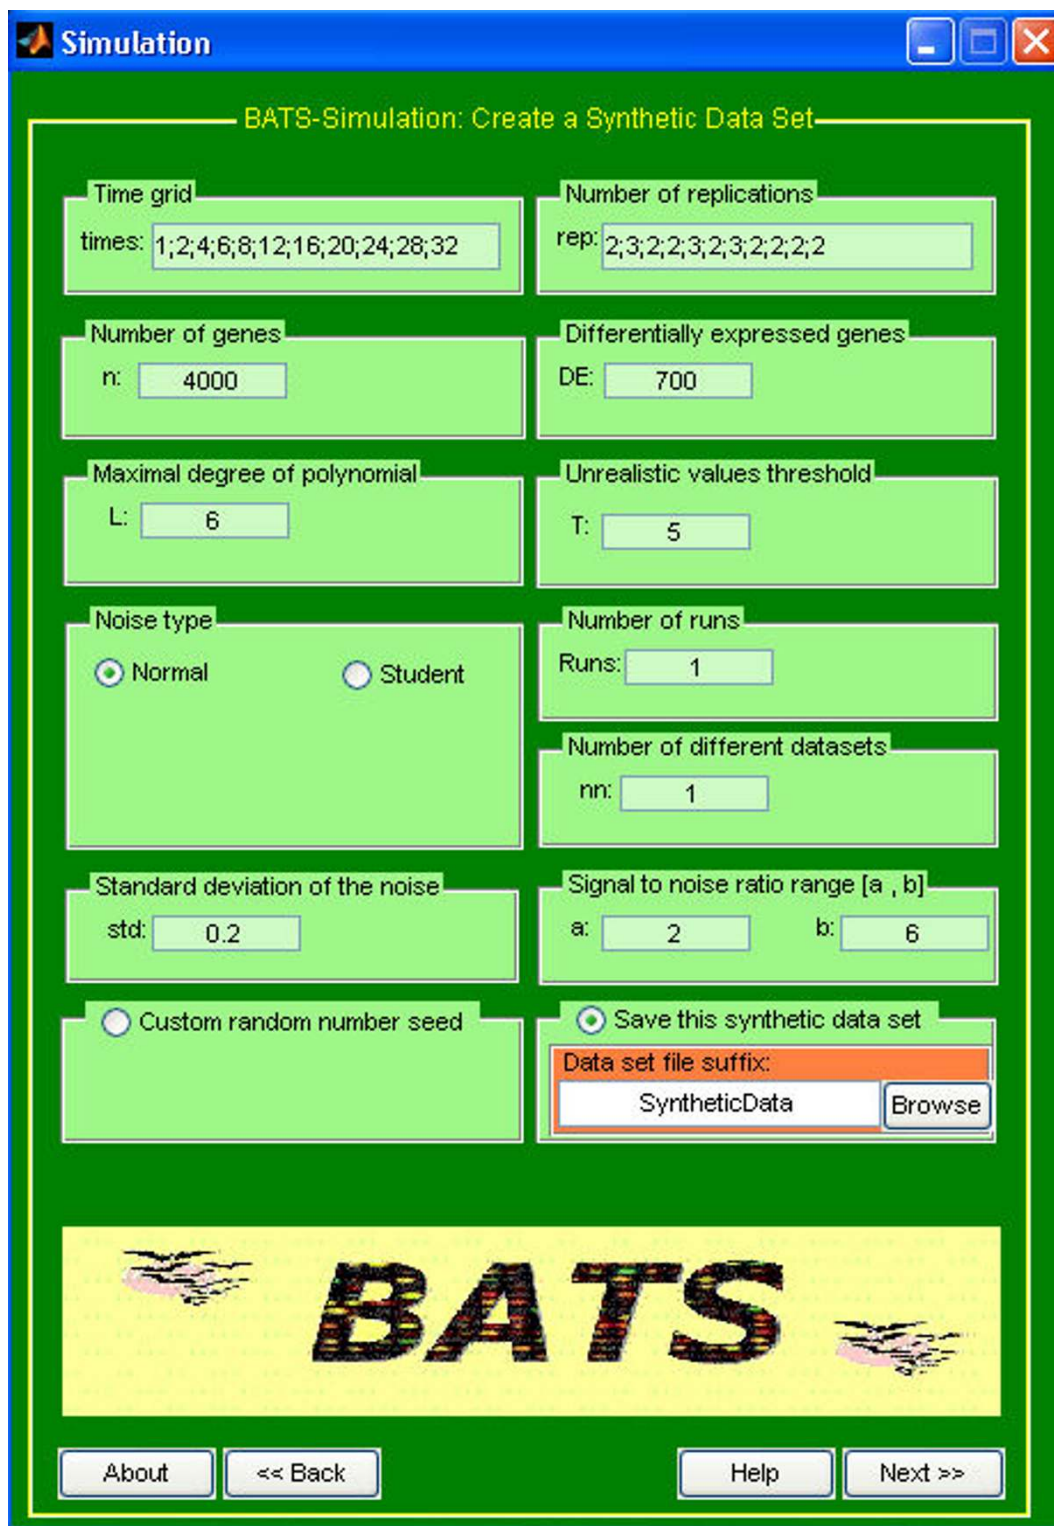 Simulation
BATS-Simulation: Create a Synthetic Data Set
Time grid
times: 1;2;4;6;8;12;16;20;24;28;32
Number of replications
rep: 2;3;2;2;3;2;3;2;2;2;2
Number of genes
n: 4000
Differentially expressed genes
DE: 700
Maximal degree of polynomial
L: 6
Unrealistic values threshold
T: 5
Noise type
Normal Student
Number of runs
Runs: 1
Number of different datasets
nn: 1
Standard deviation of the noise
std: 0.2
Signal to noise ratio range [a , b]
a: 2 b: 6
Custom random number seed
Save this synthetic data set
Data set file suffix:
SyntheticData Browse
BATS
About << Back Help Next >>